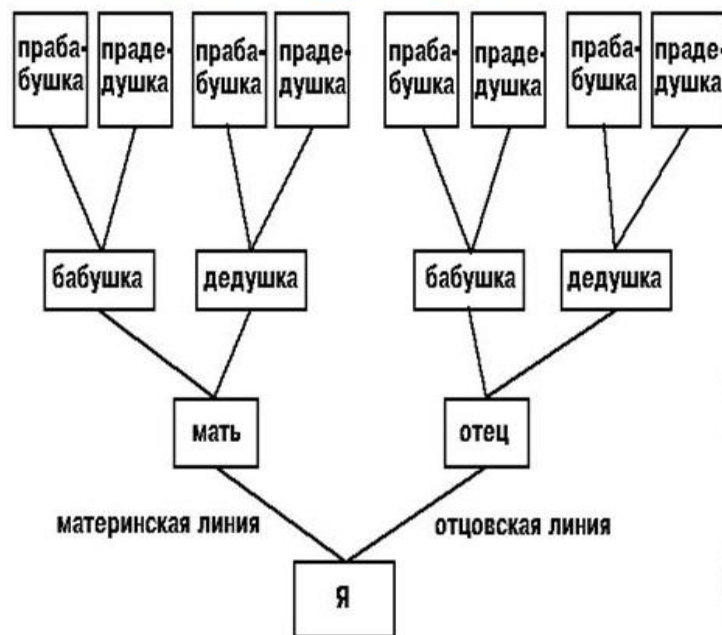 праба-
бушка
праде-
душка
праба-
бушка
праде-
душка
праба-
бушка
праде-
душка
праба-
бушка
праде-
душка
бабушка
дедушка
бабушка
дедушка
мать
отец
материнская линия
отцовская линия
Я